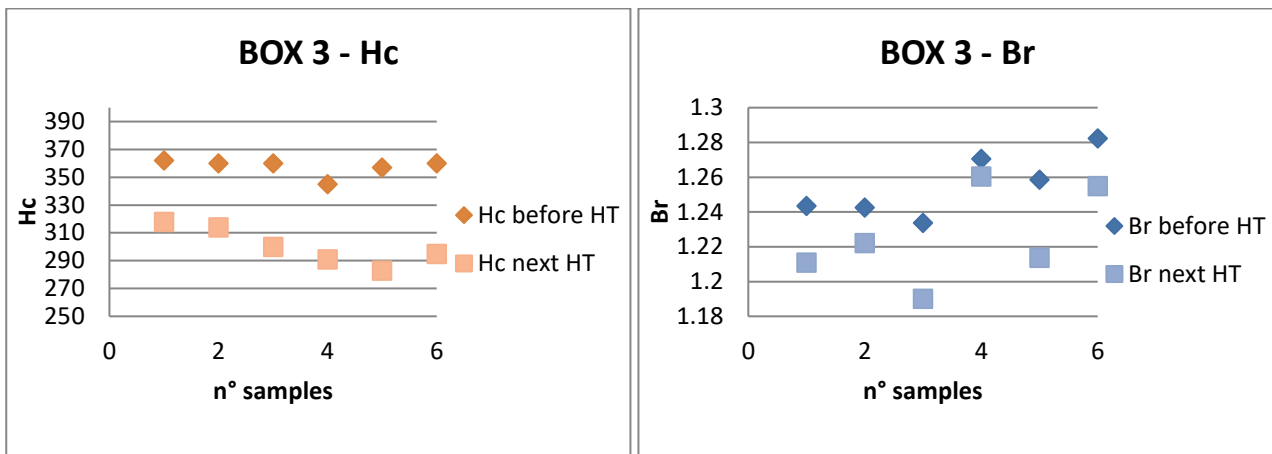 BOX 3 - Hc
390
370
350
330
310
290
270
250
Hc
0 2 4 6
n° samples
Hc before HT
Hc next HT
BOX 3 - Br
1.3
1.28
1.26
1.24
1.22
1.2
1.18
Br
0 2 4 6
n° samples
Br before HT
Br next HT